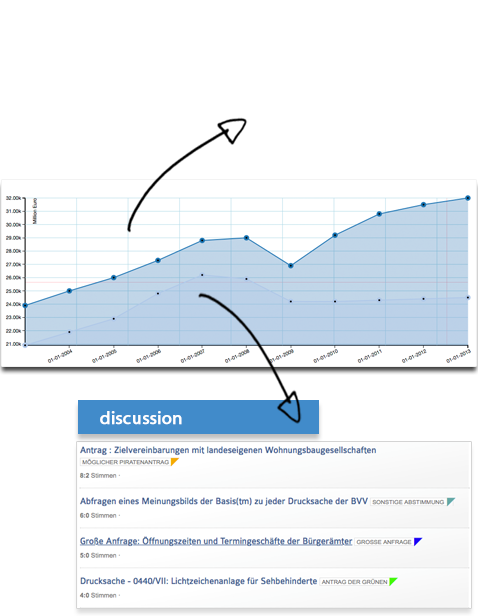 32.00k
31.00k
30.00k
29.00k
28.00k
27.00k
26.00k
25.00k
24.00k
23.00k
22.00k
21.00k
Million Euro
01-01-2004
01-01-2005
01-01-2006
01-01-2007
01-01-2008
01-01-2009
01-01-2010
01-01-2011
01-01-2012
01-01-2013
discussion
Antrag : Zielvereinbarungen mit landeseigenen Wohnungsbaugesellschaften
MÖGLICHER PIRATENANTRAG
8:2 Stimmen ·
Abfragen eines Meinungsbilds der Basis(tm) zu jeder Drucksache der BVV SONSTIGE ABSTIMMUNG
6:0 Stimmen ·
Große Anfrage: Öffnungszeiten und Termingeschäfte der Bürgerämter GROSSE ANFRAGE
5:0 Stimmen ·
Drucksache - 0440/VII: Lichtzeichenanlage für Sehbehinderte ANTRAG DER GRÜNEN
4:0 Stimmen ·